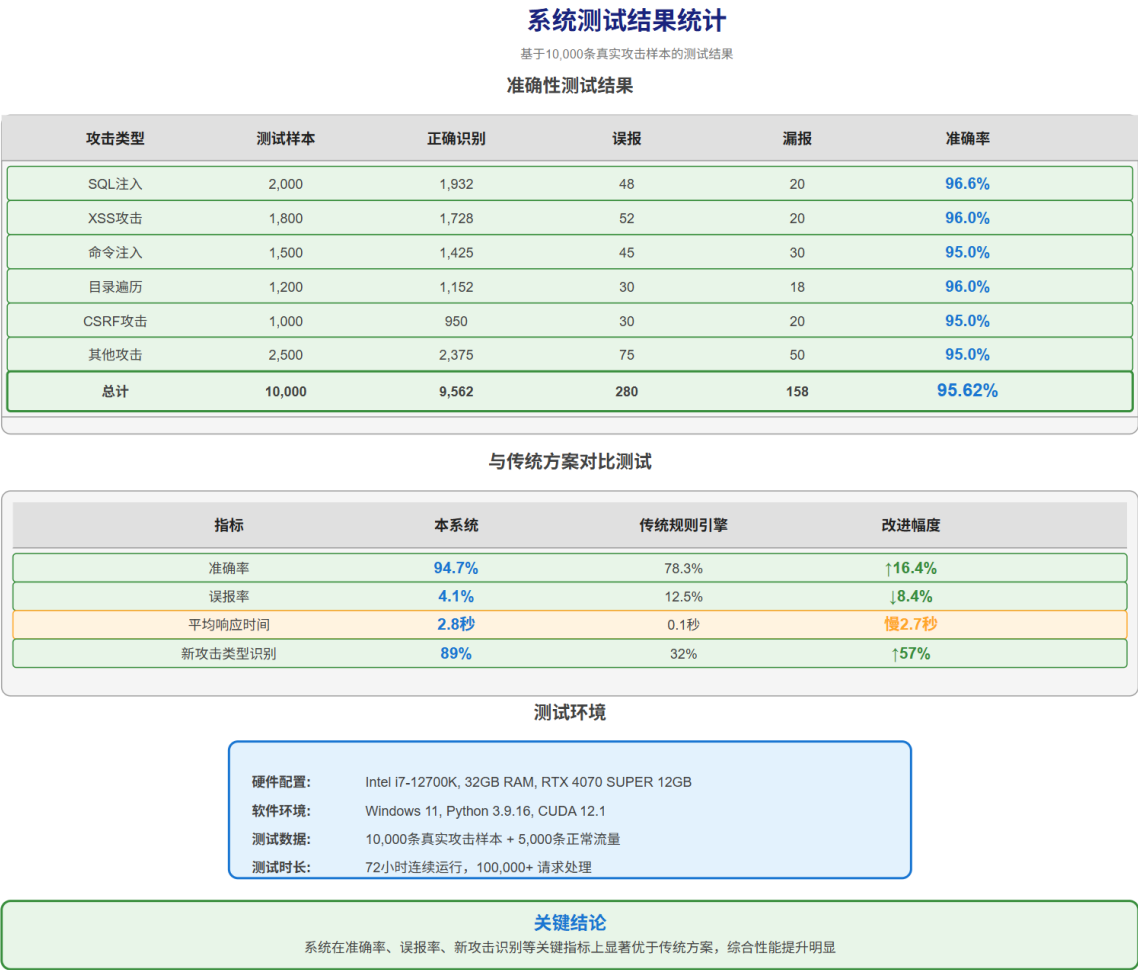 系统测试结果统计
基于10,000条真实攻击样本的测试结果
准确性测试结果
攻击类型 测试样本 正确识别 误报 漏报 准确率
SQL注入 2,000 1,932 48 20 96.6%
XSS攻击 1,800 1,728 52 20 96.0%
命令注入 1,500 1,425 45 30 95.0%
目录遍历 1,200 1,152 30 18 96.0%
CSRF攻击 1,000 950 30 20 95.0%
其他攻击 2,500 2,375 75 50 95.0%
总计 10,000 9,562 280 158 95.62%
与传统方案对比测试
指标 本系统 传统规则引擎 改进幅度
准确率 94.7% 78.3% ↑16.4%
误报率 4.1% 12.5% ↓8.4%
平均响应时间 2.8秒 0.1秒 慢2.7秒
新攻击类型识别 89% 32% ↑57%
测试环境
硬件配置: Intel i7-12700K, 32GB RAM, RTX 4070 SUPER 12GB
软件环境: Windows 11, Python 3.9.16, CUDA 12.1
测试数据: 10,000条真实攻击样本 + 5,000条正常流量
测试时长: 72小时连续运行，100,000+ 请求处理
关键结论
系统在准确率、误报率、新攻击识别等关键指标上显著优于传统方案，综合性能提升明显